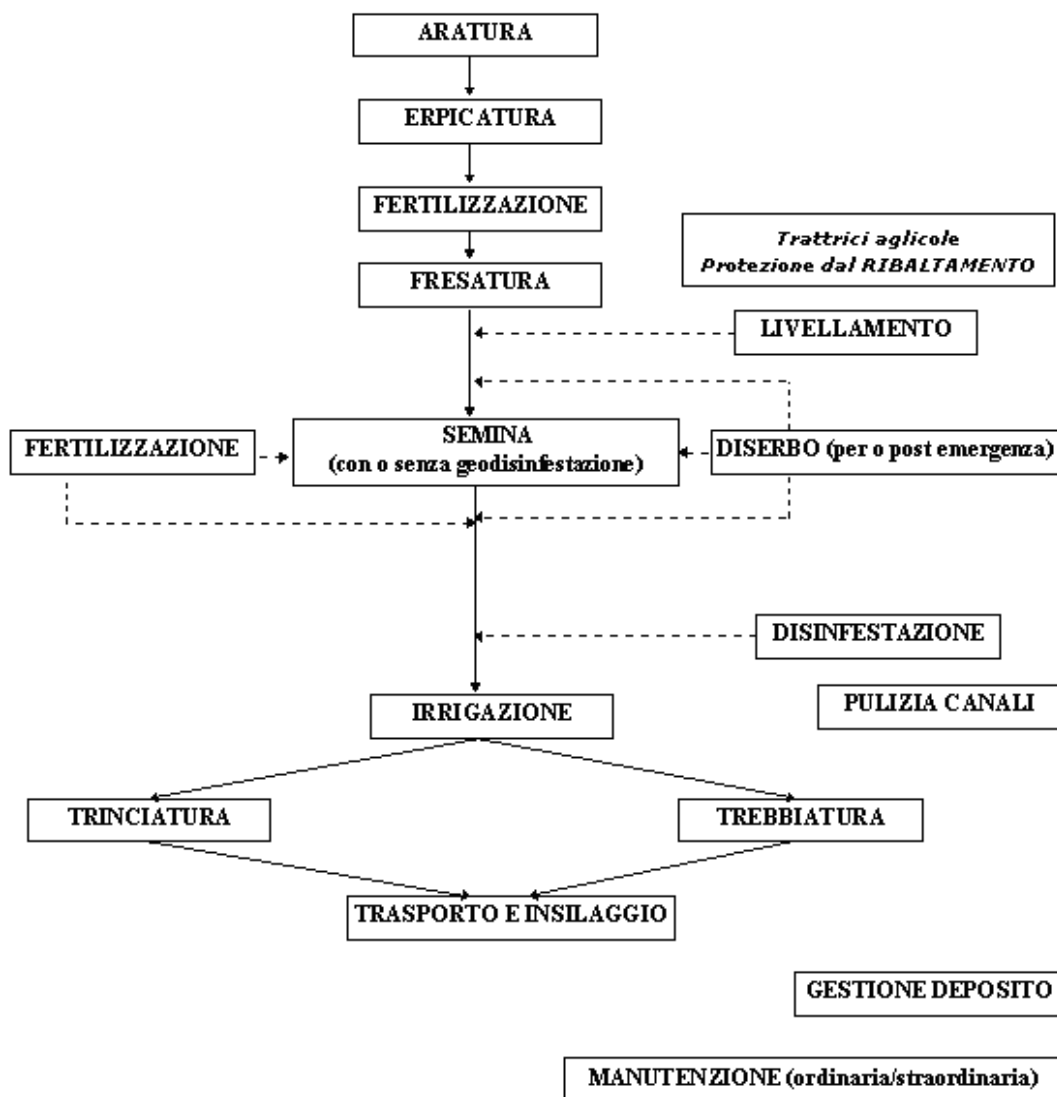 ARATURA
ERPICATURA
FERTILIZZAZIONE
Trattrici aglicole
Protezione dal RIBALTAMENTO
FRESATURA
LIVELLAMENTO
FERTILIZZAZIONE
SEMINA
(con o senza geodisinfestazione)
DISERBO (per o post emergenza)
DISINFESTAZIONE
PULIZIA CANALI
IRRIGAZIONE
TRINCIATURA
TREBBIATURA
TRASPORTO E INSILAGGIO
GESTIONE DEPOSITO
MANUTENZIONE (ordinaria/straordinaria)